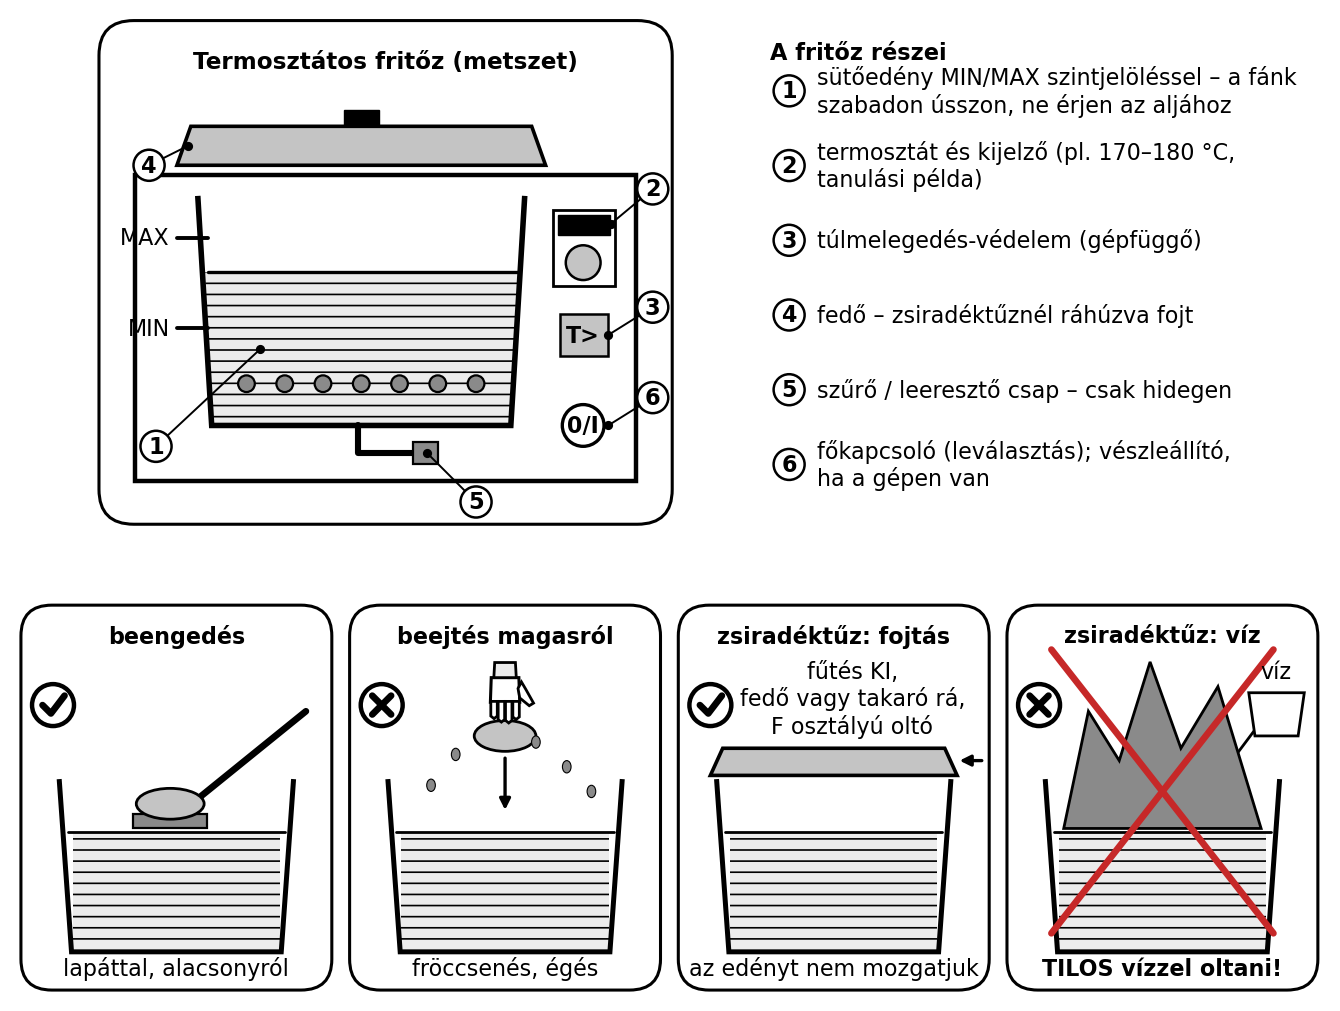 Termosztátos fritőz (metszet)
4
2
MAX
MIN
3
T>
6
0/I
1
5
A fritőz részei
1 sütőedény MIN/MAX szintjelöléssel – a fánk
szabadon ússzon, ne érjen az aljához
2 termosztát és kijelző (pl. 170–180 °C,
tanulási példa)
3 túlmelegedés-védelem (gépfüggő)
4 fedő – zsiradéktűznél ráhúzva fojt
5 szűrő / leeresztő csap – csak hidegen
6 főkapcsoló (leválasztás); vészleállító,
ha a gépen van
beengedés
lapáttal, alacsonyról
beejtés magasról
fröccsenés, égés
zsiradéktűz: fojtás
fűtés KI,
fedő vagy takaró rá,
F osztályú oltó
az edényt nem mozgatjuk
zsiradéktűz: víz
víz
TILOS vízzel oltani!